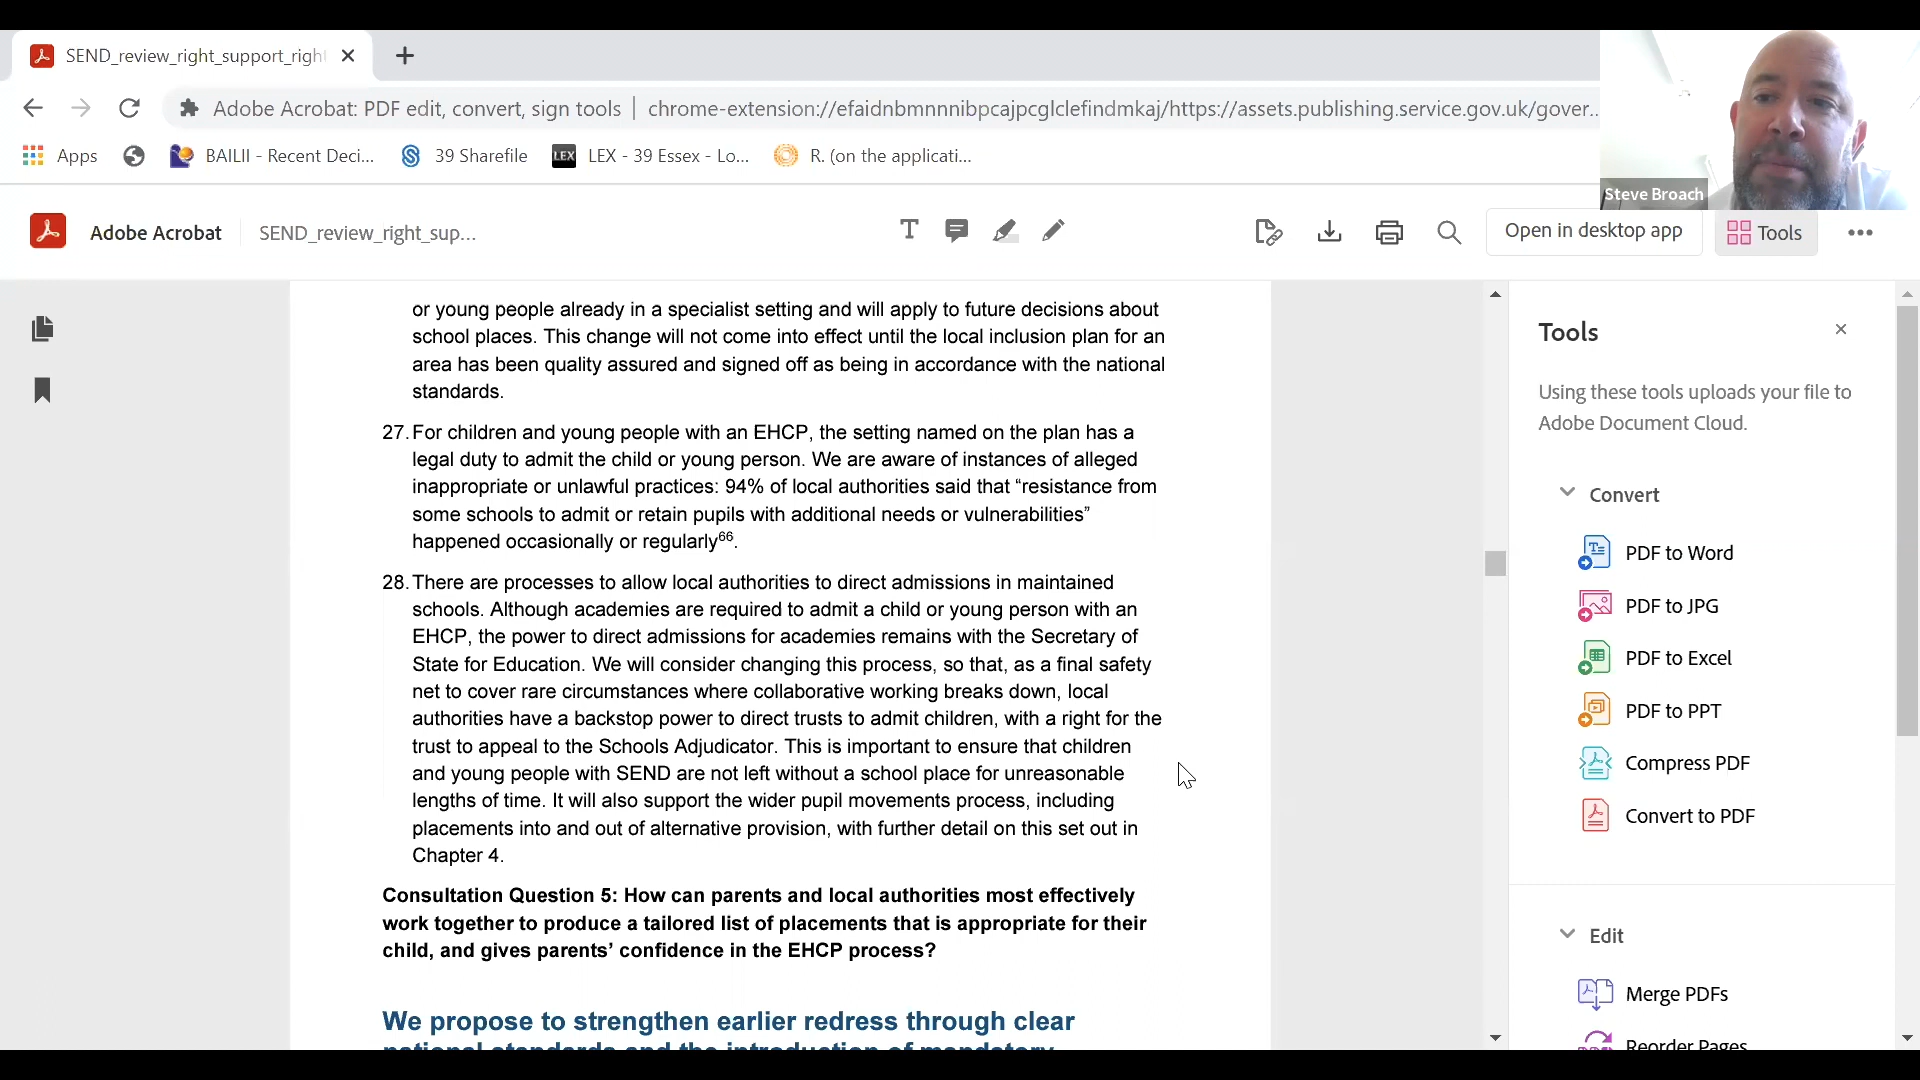 SEND_review_right_support_right
Adobe Acrobat: PDF edit, convert, sign tools | chrome-extension://efaidnbmnnnibpcajpcglclefindmkaj/https://assets.publishing.service.gov.uk/gover...
Apps
BAILII - Recent Deci...
39 Sharefile
LEX
LEX - 39 Essex - Lo...
R. (on the applicati...
Steve Broach
Adobe Acrobat
SEND_review_right_sup...
T
Open in desktop app
Tools
or young people already in a specialist setting and will apply to future decisions about
school places. This change will not come into effect until the local inclusion plan for an
area has been quality assured and signed off as being in accordance with the national
standards.
27. For children and young people with an EHCP, the setting named on the plan has a
legal duty to admit the child or young person. We are aware of instances of alleged
inappropriate or unlawful practices: 94% of local authorities said that “resistance from
some schools to admit or retain pupils with additional needs or vulnerabilities”
happened occasionally or regularly66.
28. There are processes to allow local authorities to direct admissions in maintained
schools. Although academies are required to admit a child or young person with an
EHCP, the power to direct admissions for academies remains with the Secretary of
State for Education. We will consider changing this process, so that, as a final safety
net to cover rare circumstances where collaborative working breaks down, local
authorities have a backstop power to direct trusts to admit children, with a right for the
trust to appeal to the Schools Adjudicator. This is important to ensure that children
and young people with SEND are not left without a school place for unreasonable
lengths of time. It will also support the wider pupil movements process, including
placements into and out of alternative provision, with further detail on this set out in
Chapter 4.
Consultation Question 5: How can parents and local authorities most effectively
work together to produce a tailored list of placements that is appropriate for their
child, and gives parents’ confidence in the EHCP process?
We propose to strengthen earlier redress through clear
national standards and the introduction of mandatory
Tools
Using these tools uploads your file to
Adobe Document Cloud.
Convert
PDF to Word
PDF to JPG
PDF to Excel
PDF to PPT
Compress PDF
Convert to PDF
Edit
Merge PDFs
Reorder Pages